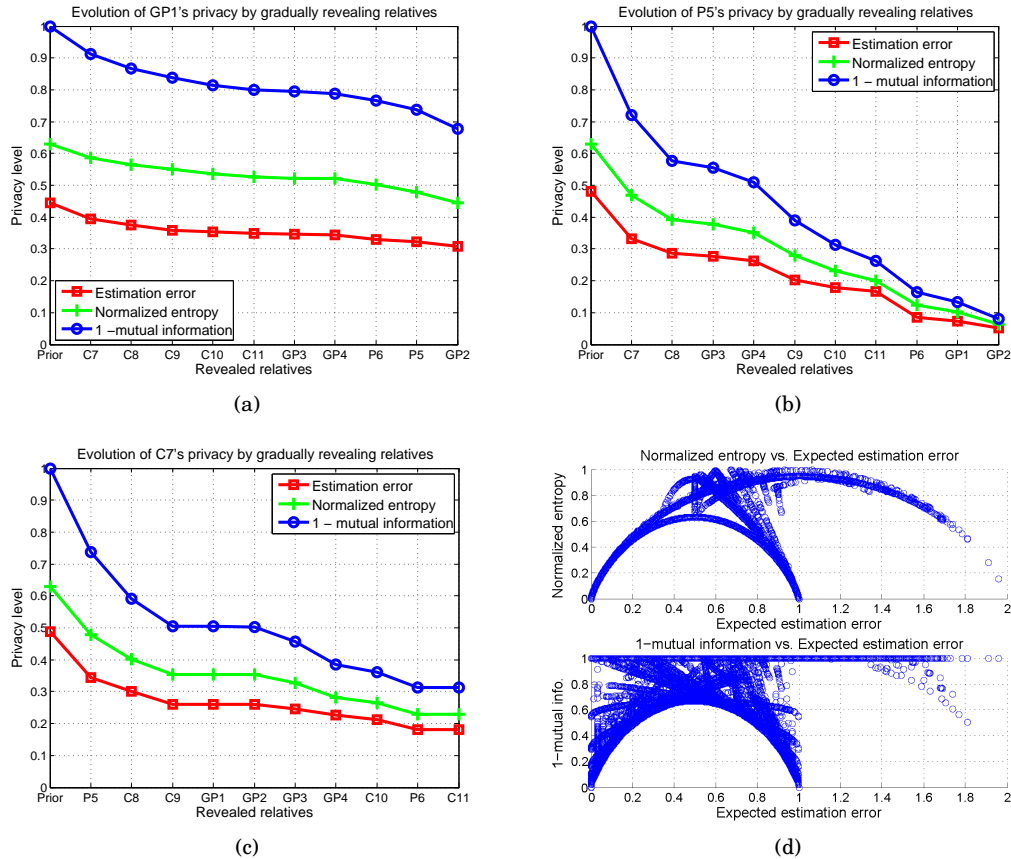 Evolution of GP1's privacy by gradually revealing relatives
1
0.9
0.8
0.7
0.6
0.5
0.4
0.3
0.2
0.1
0
Privacy level
Estimation error
Normalized entropy
1 −mutual information
Prior C7 C8 C9 C10 C11 GP3 GP4 P6 P5 GP2
Revealed relatives
(a)
Evolution of P5's privacy by gradually revealing relatives
1
0.9
0.8
0.7
0.6
0.5
0.4
0.3
0.2
0.1
0
Privacy level
Estimation error
Normalized entropy
1 − mutual information
Prior C7 C8 GP3 GP4 C9 C10 C11 P6 GP1 GP2
Revealed relatives
(b)
Evolution of C7's privacy by gradually revealing relatives
1
0.9
0.8
0.7
0.6
0.5
0.4
0.3
0.2
0.1
0
Privacy level
Estimation error
Normalized entropy
1 − mutual information
Prior P5 C8 C9 GP1 GP2 GP3 GP4 C10 P6 C11
Revealed relatives
(c)
Normalized entropy vs. Expected estimation error
1
0.8
0.6
0.4
0.2
0
Normalized entropy
0 0.2 0.4 0.6 0.8 1 1.2 1.4 1.6 1.8 2
Expected estimation error
1−mutual information vs. Expected estimation error
1
0.8
0.6
0.4
0.2
0
1−mutual info.
0 0.2 0.4 0.6 0.8 1 1.2 1.4 1.6 1.8 2
Expected estimation error
(d)